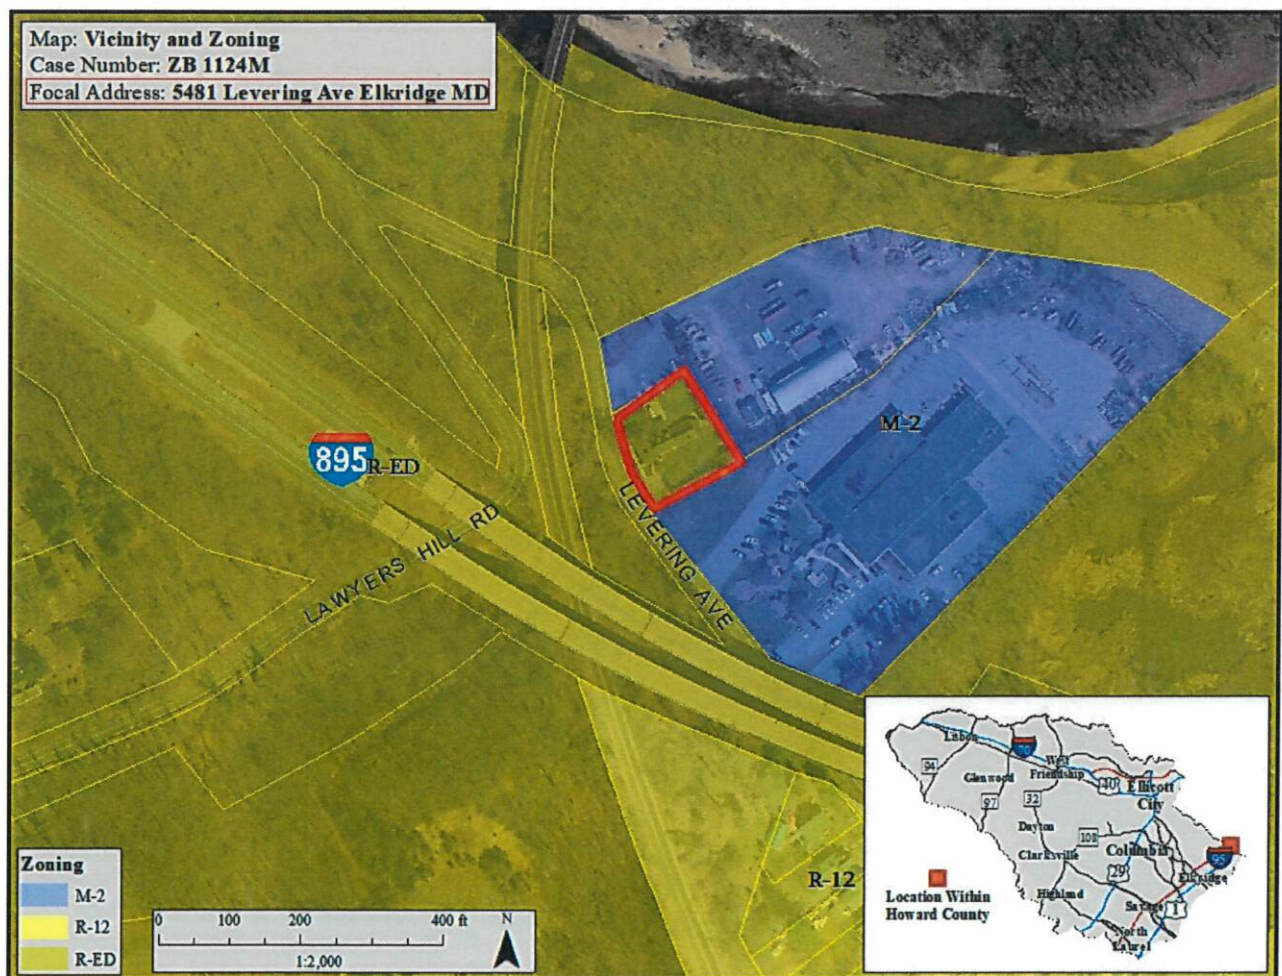 Map: Vicinity and Zoning
Case Number: ZB 1124M
Focal Address: 5481 Levering Ave Elkridge MD
M-2
895
R-ED
LEVERING AVE
LAWYERS HILL RD
R-12
Zoning
M-2
R-12
R-ED
0 100 200 400 ft
1:2,000
N
Lisbon
70
West
Friendship
94
Glenwood
40
Ellicott
City
97
32
Dayton
108
Columbia
Clarksville
95
29
Elkridge
Highland
Savage
1
North
Laurel
Location Within
Howard County